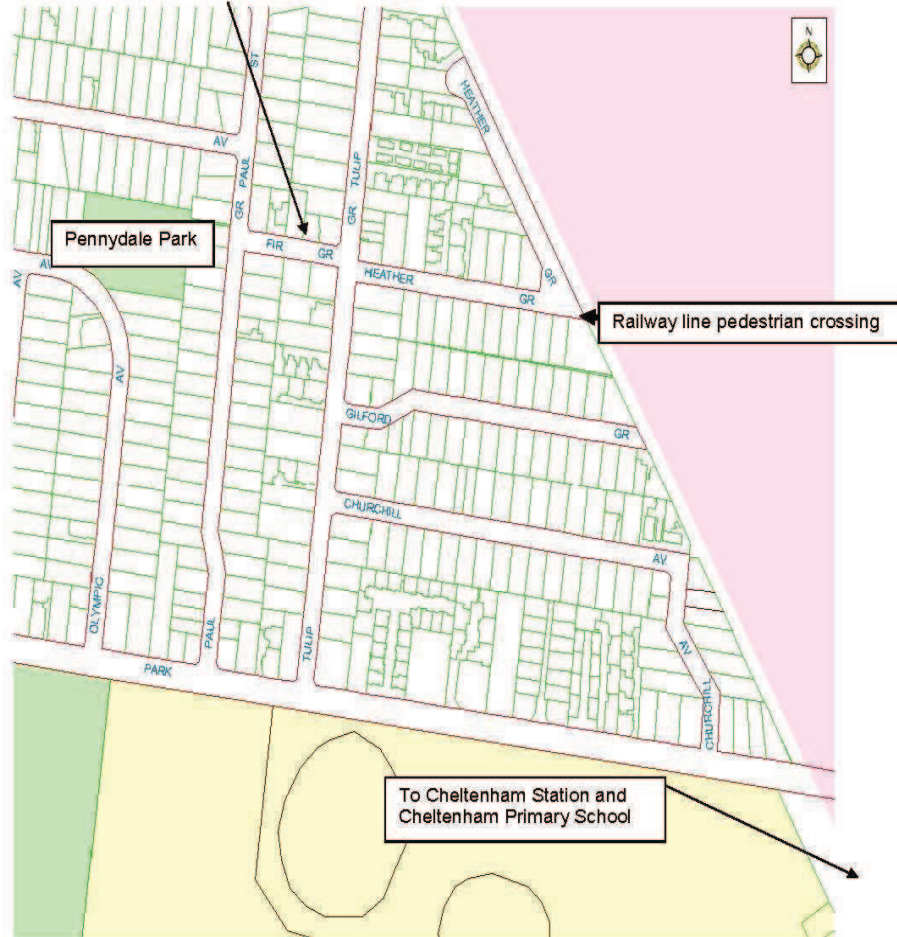 N
ST
HEATHER
AV
PAUL
TULIP
GR
GR
Pennydale Park
FIR
GR
AV
AV
HEATHER
GR
GR
Railway line pedestrian crossing
AV
GILFORD
GR
CHURCHILL
AV
OLYMPIC
PAUL
TULIP
AV
CHURCHILL
PARK
To Cheltenham Station and
Cheltenham Primary School